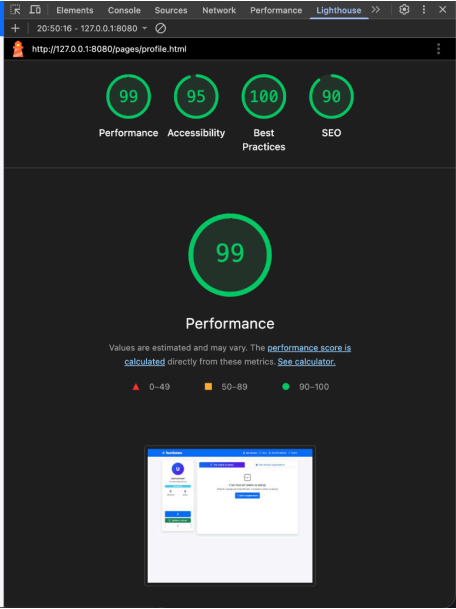 Elements Console Sources Network Performance Lighthouse
20:50:16 - 127.0.0.1:8080
http://127.0.0.1:8080/pages/profile.html
99 95 100 90
Performance Accessibility Best Practices SEO
99
Performance
Values are estimated and may vary. The performance score is
calculated directly from these metrics. See calculator.
0–49 50–89 90–100